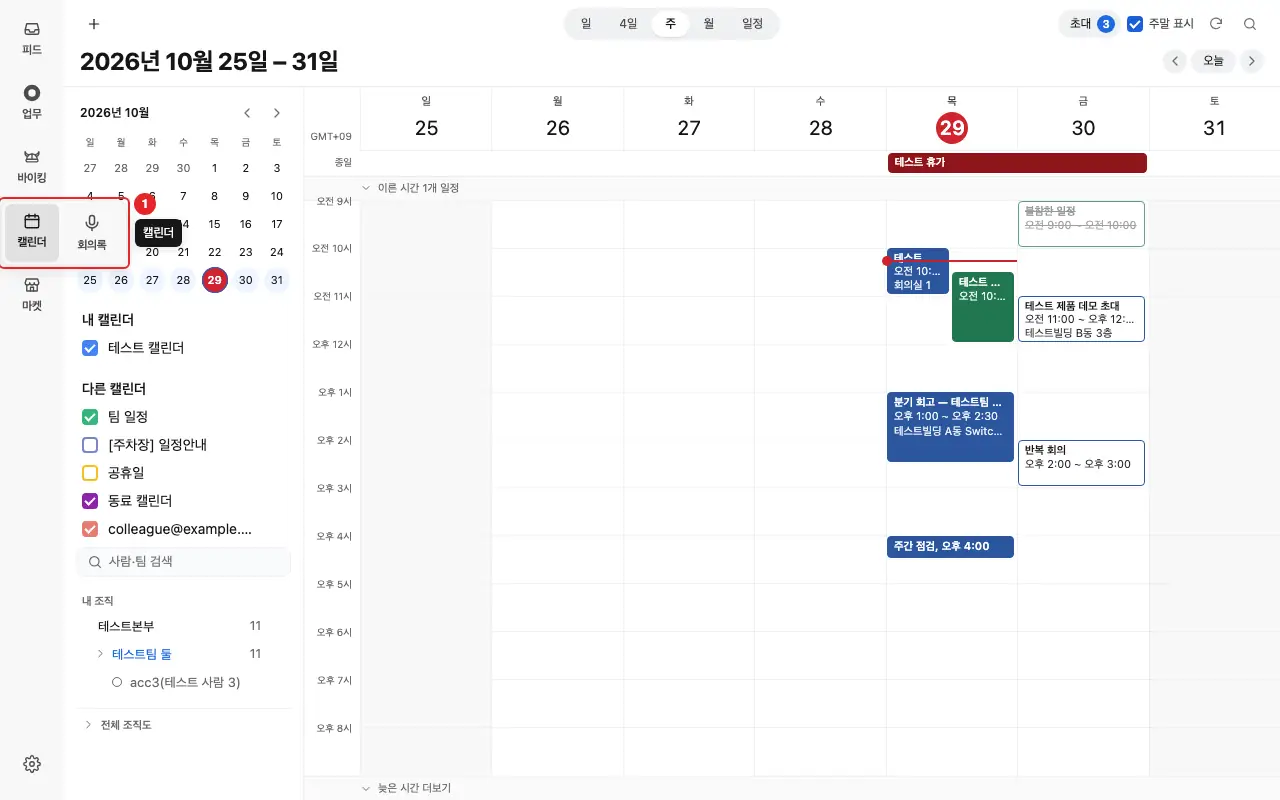 피드
업무
바이킹
캘린더
회의록
마켓
1
캘린더
일
4일
주
월
일정
초대 3
주말 표시
2026년 10월 25일 – 31일
오늘
2026년 10월
일 월 화 수 목 금 토
27 28 29 30 1 2 3
4 5 6 7 8 9 10
14 15 16 17
20 21 22 23 24
25 26 27 28 29 30 31
내 캘린더
테스트 캘린더
다른 캘린더
팀 일정
[주차장] 일정안내
공휴일
동료 캘린더
colleague@example....
사람·팀 검색
내 조직
테스트본부 11
테스트팀 둘 11
acc3(테스트 사람 3)
전체 조직도
GMT+09
일 월 화 수 목 금 토
25 26 27 28 29 30 31
종일
테스트 휴가
이른 시간 1개 일정
오전 9시
오전 10시
오전 11시
오후 12시
오후 1시
오후 2시
오후 3시
오후 4시
오후 5시
오후 6시
오후 7시
오후 8시
불참한 일정
오전 9:00 ~ 오전 10:00
테스트
오전 10:...
회의실 1
테스트 ...
오전 10:...
테스트 제품 데모 초대
오전 11:00 ~ 오후 12:...
테스트빌딩 B동 3층
분기 회고 — 테스트팀 ...
오후 1:00 ~ 오후 2:30
테스트빌딩 A동 Switc...
반복 회의
오후 2:00 ~ 오후 3:00
주간 점검, 오후 4:00
늦은 시간 더보기